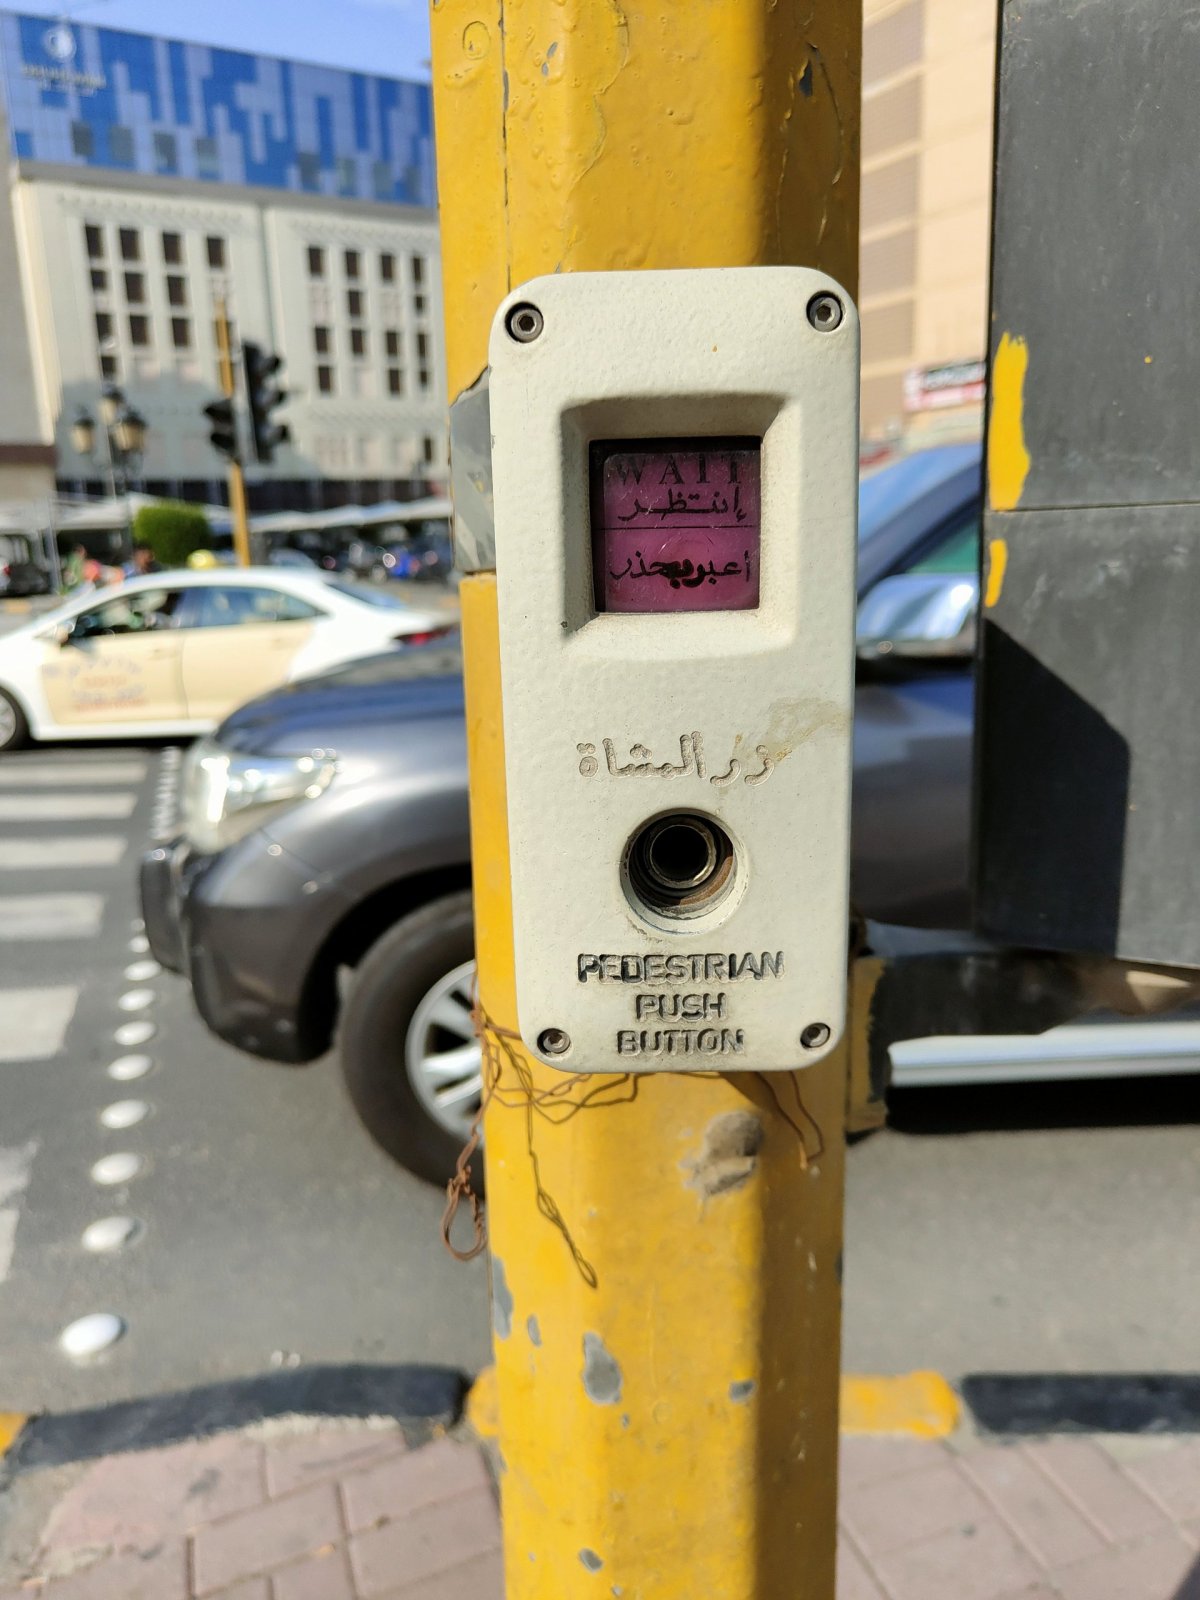 WAIT
إنتظر
أعبر بحذر
زر المشاة
PEDESTRIAN
PUSH
BUTTON